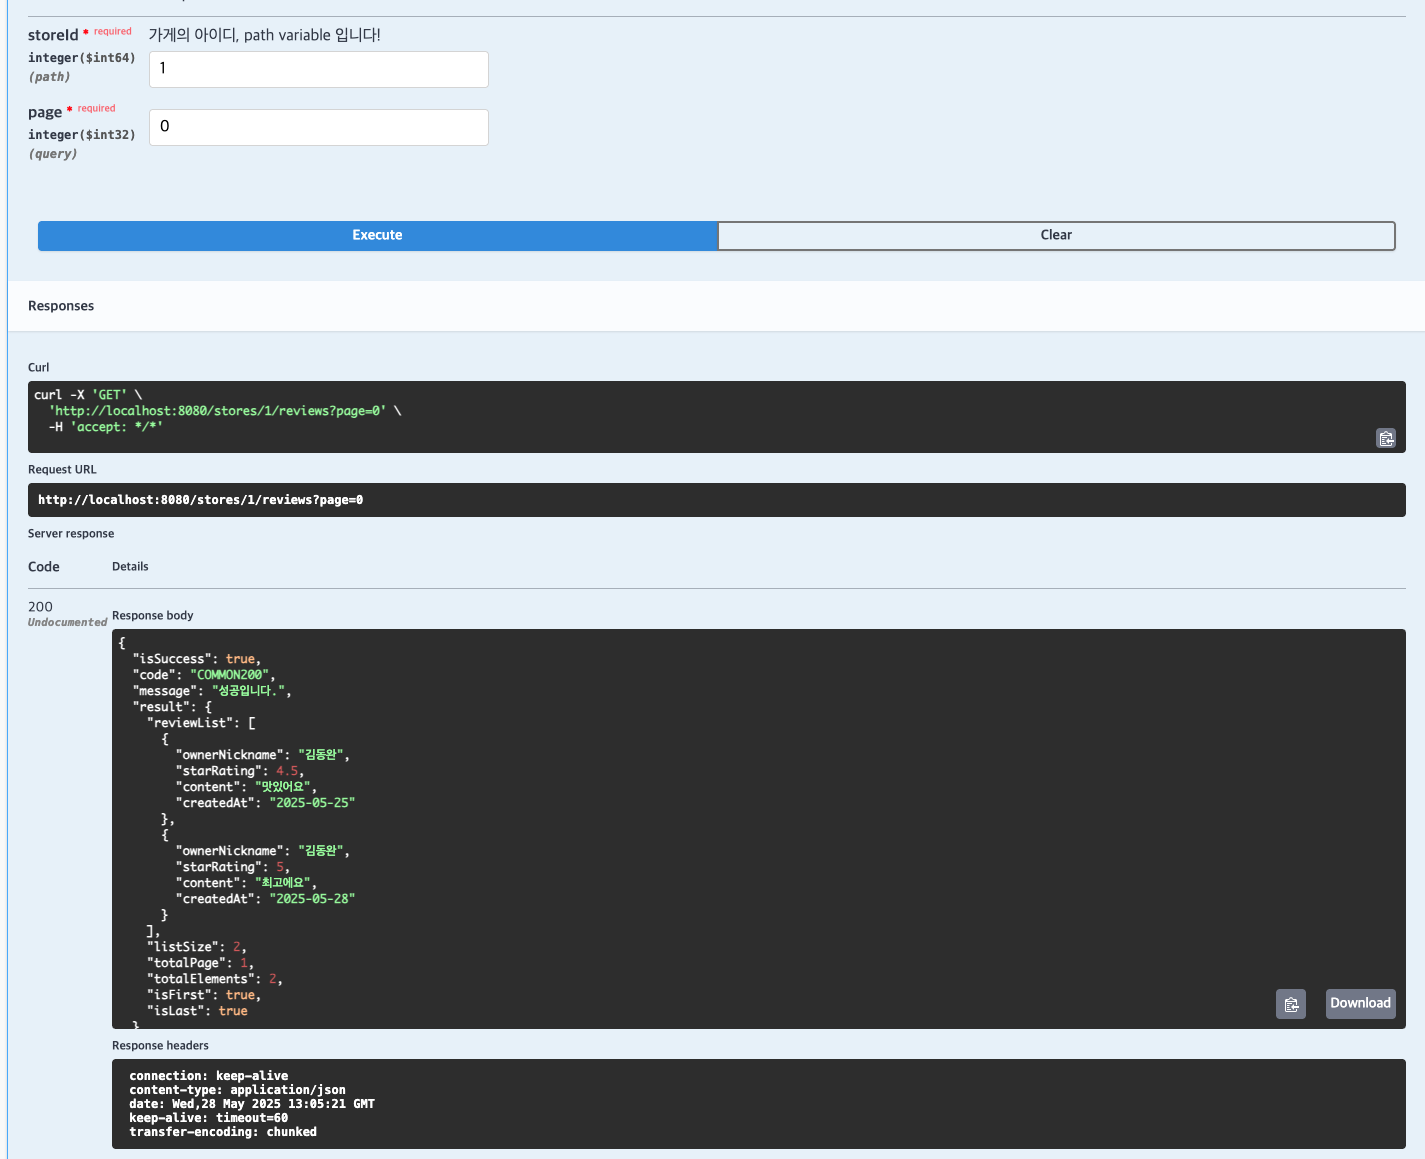 storeId * required
가게의 아이디, path variable 입니다!
integer($int64)
(path)
1
page * required
integer($int32)
(query)
0
Execute
Clear
Responses
Curl
curl -X 'GET' \
  'http://localhost:8080/stores/1/reviews?page=0' \
  -H 'accept: */*'
Request URL
http://localhost:8080/stores/1/reviews?page=0
Server response
Code Details
200
Undocumented
Response body
{
  "isSuccess": true,
  "code": "COMMON200",
  "message": "성공입니다.",
  "result": {
    "reviewList": [
      {
        "ownerNickname": "김동완",
        "starRating": 4.5,
        "content": "맛있어요",
        "createdAt": "2025-05-25"
      },
      {
        "ownerNickname": "김동완",
        "starRating": 5,
        "content": "최고에요",
        "createdAt": "2025-05-28"
      }
    ],
    "listSize": 2,
    "totalPage": 1,
    "totalElements": 2,
    "isFirst": true,
    "isLast": true
  }
Download
Response headers
connection: keep-alive
content-type: application/json
date: Wed,28 May 2025 13:05:21 GMT
keep-alive: timeout=60
transfer-encoding: chunked